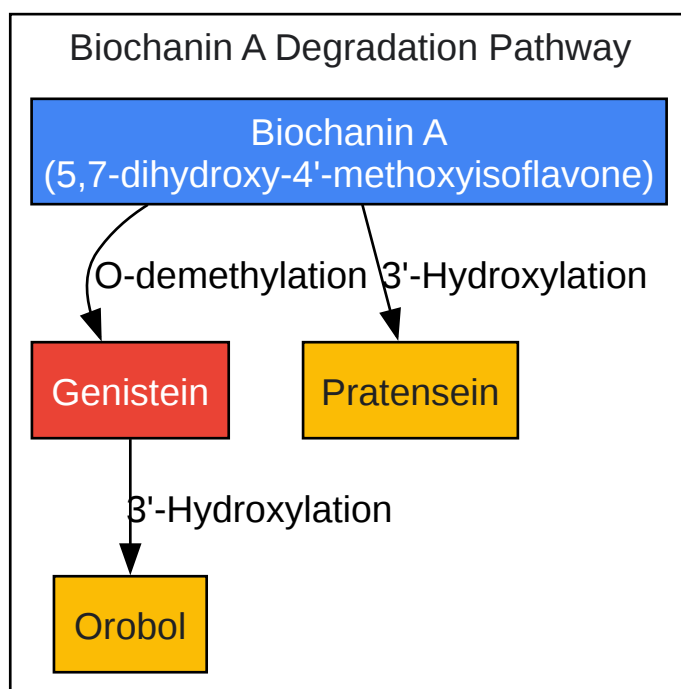 Biochanin A Degradation Pathway
Biochanin A
(5,7-dihydroxy-4'-methoxyisoflavone)
O-demethylation
3'-Hydroxylation
Genistein
Pratensein
3'-Hydroxylation
Orobol